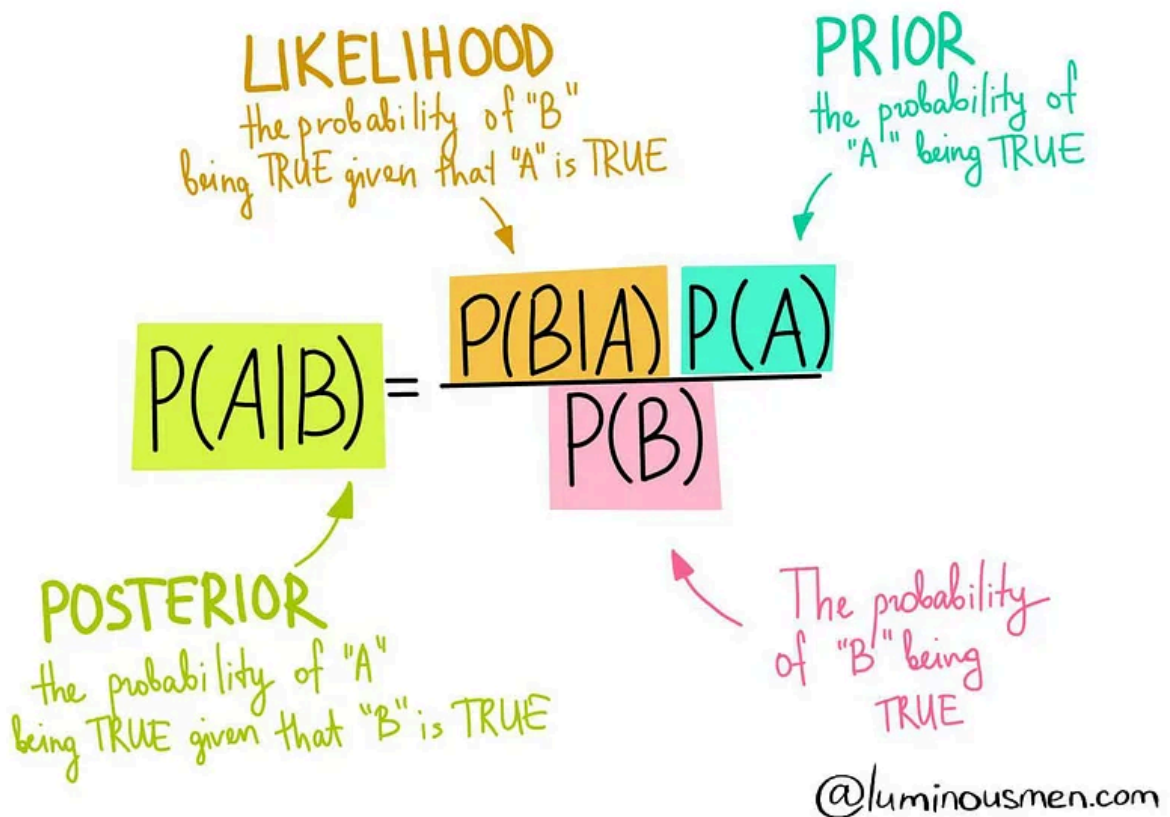 LIKELIHOOD
the probability of "B"
being TRUE given that "A" is TRUE
PRIOR
the probability of
"A" being TRUE
P(A|B) = P(B|A) P(A)
P(B)
POSTERIOR
the probability of "A"
being TRUE given that "B" is TRUE
The probability
of "B" being
TRUE
@luminousmen.com